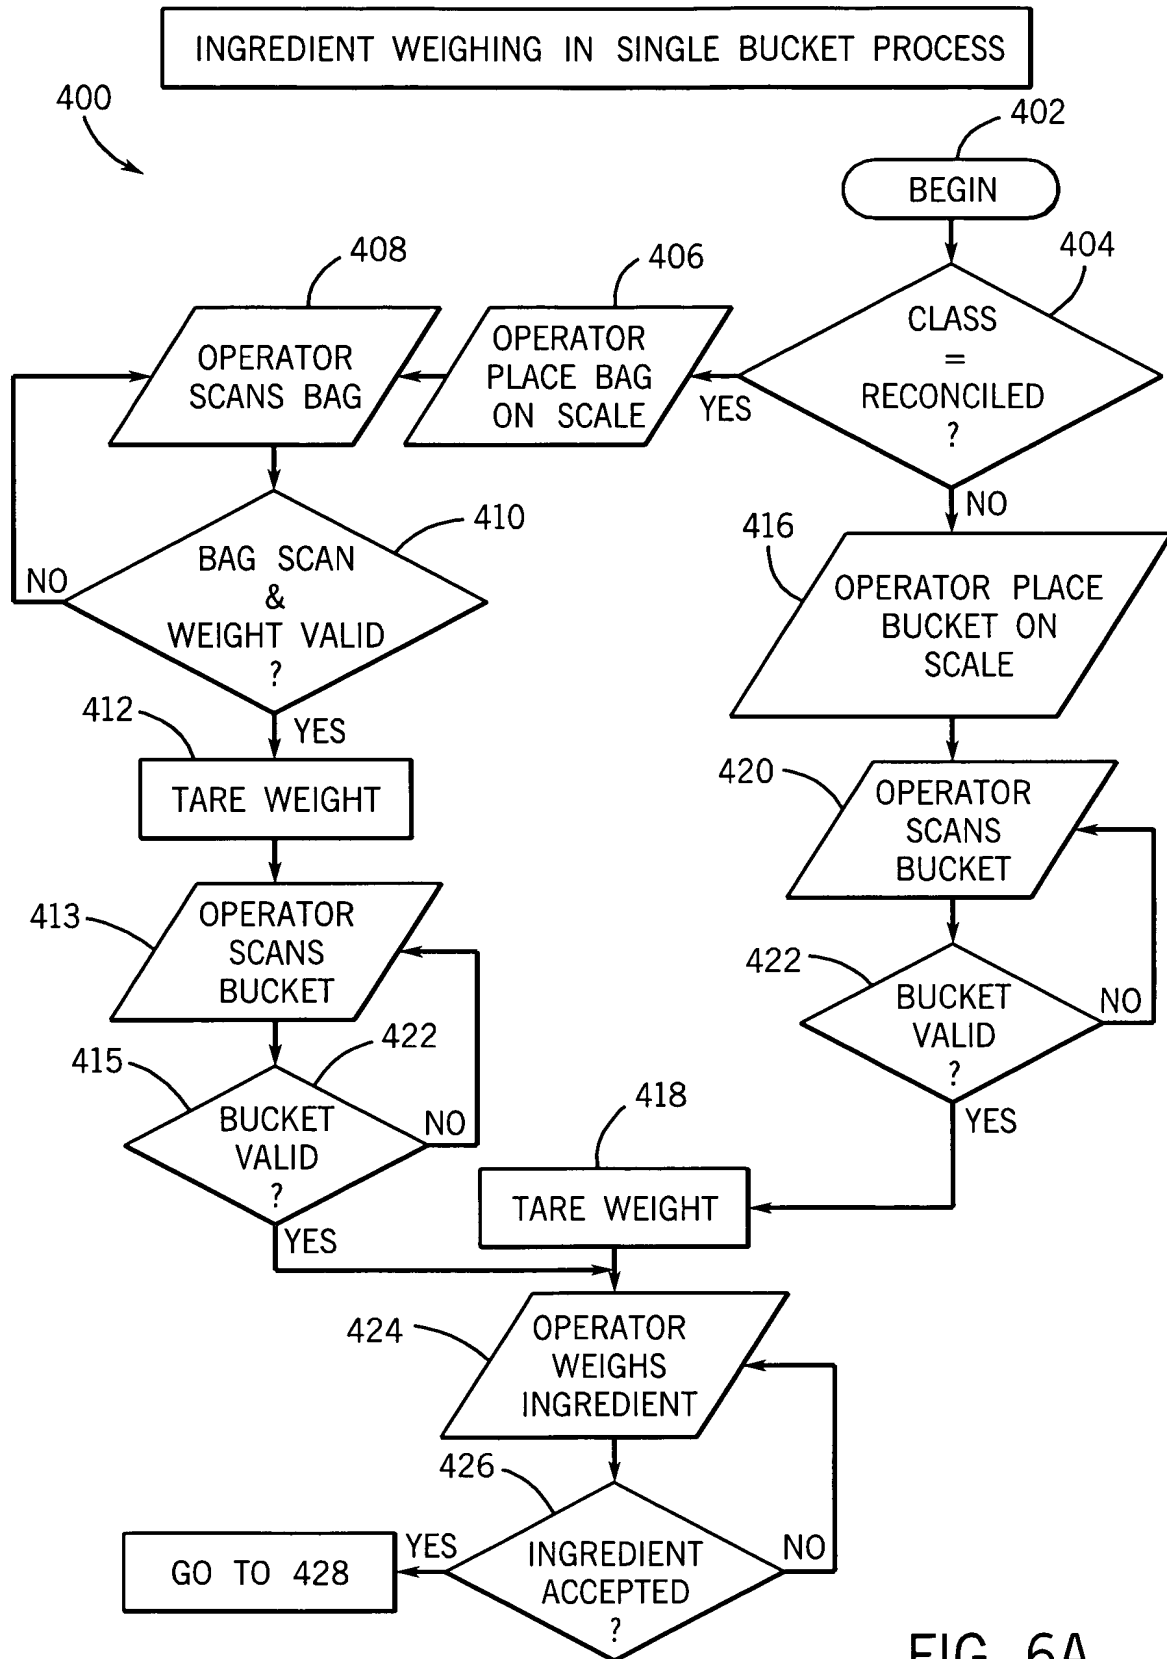 INGREDIENT WEIGHING IN SINGLE BUCKET PROCESS
400
402
BEGIN
404
CLASS
=
RECONCILED
?
YES
NO
406
OPERATOR
PLACE BAG
ON SCALE
408
OPERATOR
SCANS BAG
410
BAG SCAN
&
WEIGHT VALID
?
NO
YES
412
TARE WEIGHT
413
OPERATOR
SCANS
BUCKET
415
422
BUCKET
VALID
?
NO
YES
416
OPERATOR PLACE
BUCKET ON
SCALE
420
OPERATOR
SCANS
BUCKET
422
BUCKET
VALID
?
NO
YES
418
TARE WEIGHT
424
OPERATOR
WEIGHS
INGREDIENT
426
INGREDIENT
ACCEPTED
?
NO
YES
GO TO 428
FIG. 6A